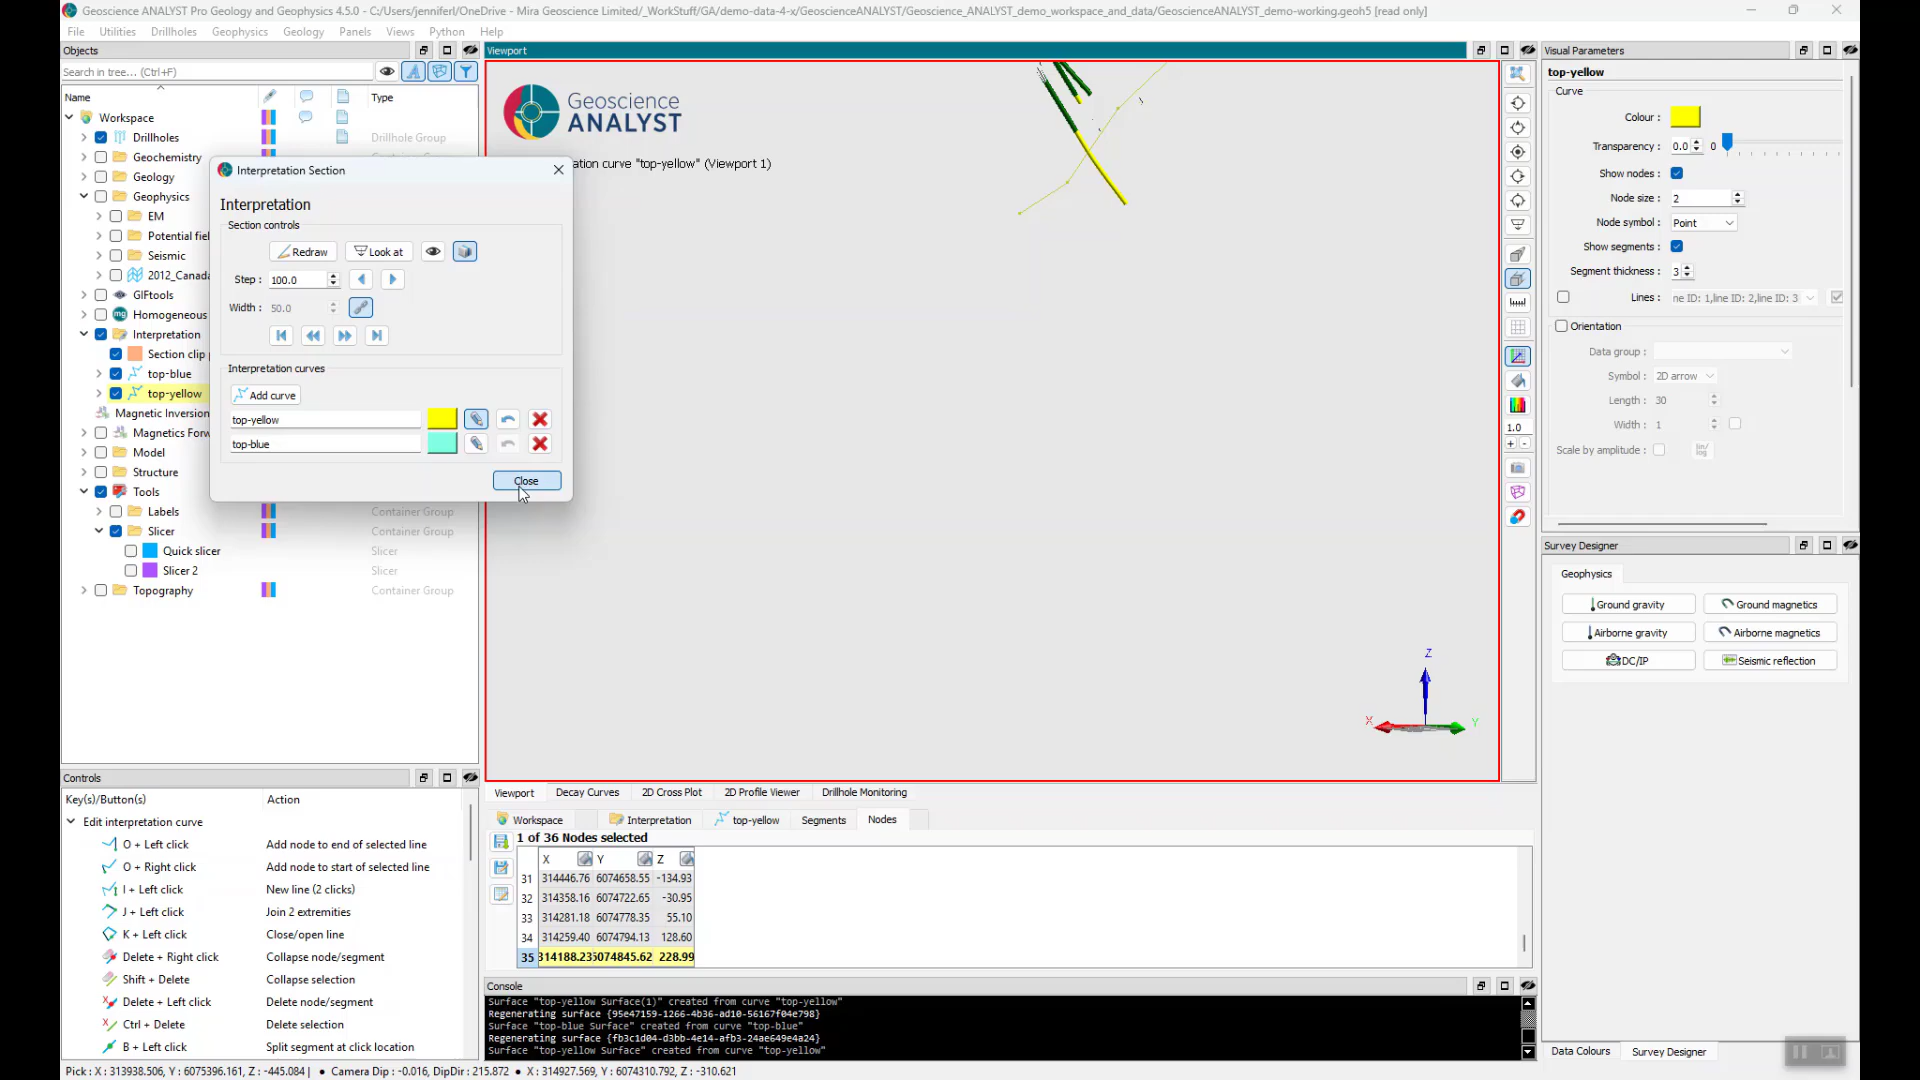 Geoscience ANALYST Pro Geology and Geophysics 4.5.0 - C:/Users/jenniferl/OneDrive - Mira Geoscience Limited/_WorkStuff/GA/demo-data-4-x/GeoscienceANALYST/Geoscience_ANALYST_demo_workspace_and_data/GeoscienceANALYST_demo-working.geoh5 [read only]
File Utilities Drillholes Geophysics Geology Panels Views Python Help
Objects
Search in tree... (Ctrl+F)
Name Type
Workspace
Drillholes Drillhole Group
Geochemistry
Geology
Geophysics
EM
Potential fiel
Seismic
2012_Canada
GIFtools
Homogeneous
Interpretation
Section clip
top-blue
top-yellow
Magnetic Inversion
Magnetics Forw
Model
Structure
Tools
Labels Container Group
Slicer Container Group
Quick slicer Slicer
Slicer 2 Slicer
Topography Container Group
Interpretation Section
Interpretation
Section controls
Redraw Look at
Step : 100.0
Width : 50.0
Interpretation curves
Add curve
top-yellow
top-blue
Close
Controls
Key(s)/Button(s) Action
Edit interpretation curve
O + Left click Add node to end of selected line
O + Right click Add node to start of selected line
I + Left click New line (2 clicks)
J + Left click Join 2 extremities
K + Left click Close/open line
Delete + Right click Collapse node/segment
Shift + Delete Collapse selection
Delete + Left click Delete node/segment
Ctrl + Delete Delete selection
B + Left click Split segment at click location
Viewport
Geoscience
ANALYST
ation curve "top-yellow" (Viewport 1)
Z
X
Y
1.0
Viewport Decay Curves 2D Cross Plot 2D Profile Viewer Drillhole Monitoring
Workspace Interpretation top-yellow Segments Nodes
1 of 36 Nodes selected
X Y Z
31 314446.76 6074658.55 -134.93
32 314358.16 6074722.65 -30.95
33 314281.18 6074778.35 55.10
34 314259.40 6074794.13 128.60
35 314188.23 6074845.62 228.99
Console
Surface "top-yellow Surface(1)" created from curve "top-yellow"
Regenerating surface {95e47159-1266-4b36-ad10-56167f04e798}
Surface "top-blue Surface" created from curve "top-blue"
Regenerating surface {fb3c1d04-d3bb-4e14-afb3-24ae649e4a24}
Surface "top-yellow Surface" created from curve "top-yellow"
Visual Parameters
top-yellow
Curve
Colour :
Transparency : 0.0 0
Show nodes :
Node size : 2
Node symbol : Point
Show segments :
Segment thickness : 3
Lines : ne ID: 1,line ID: 2,line ID: 3
Orientation
Data group :
Symbol : 2D arrow
Length : 30
Width : 1
Scale by amplitude : lin/log
Survey Designer
Geophysics
Ground gravity Ground magnetics
Airborne gravity Airborne magnetics
DC/IP Seismic reflection
Data Colours Survey Designer
Pick : X : 313938.506, Y : 6075396.161, Z : -445.084 | ● Camera Dip : -0.016, DipDir : 215.872 ● X : 314927.569, Y : 6074310.792, Z : -310.621